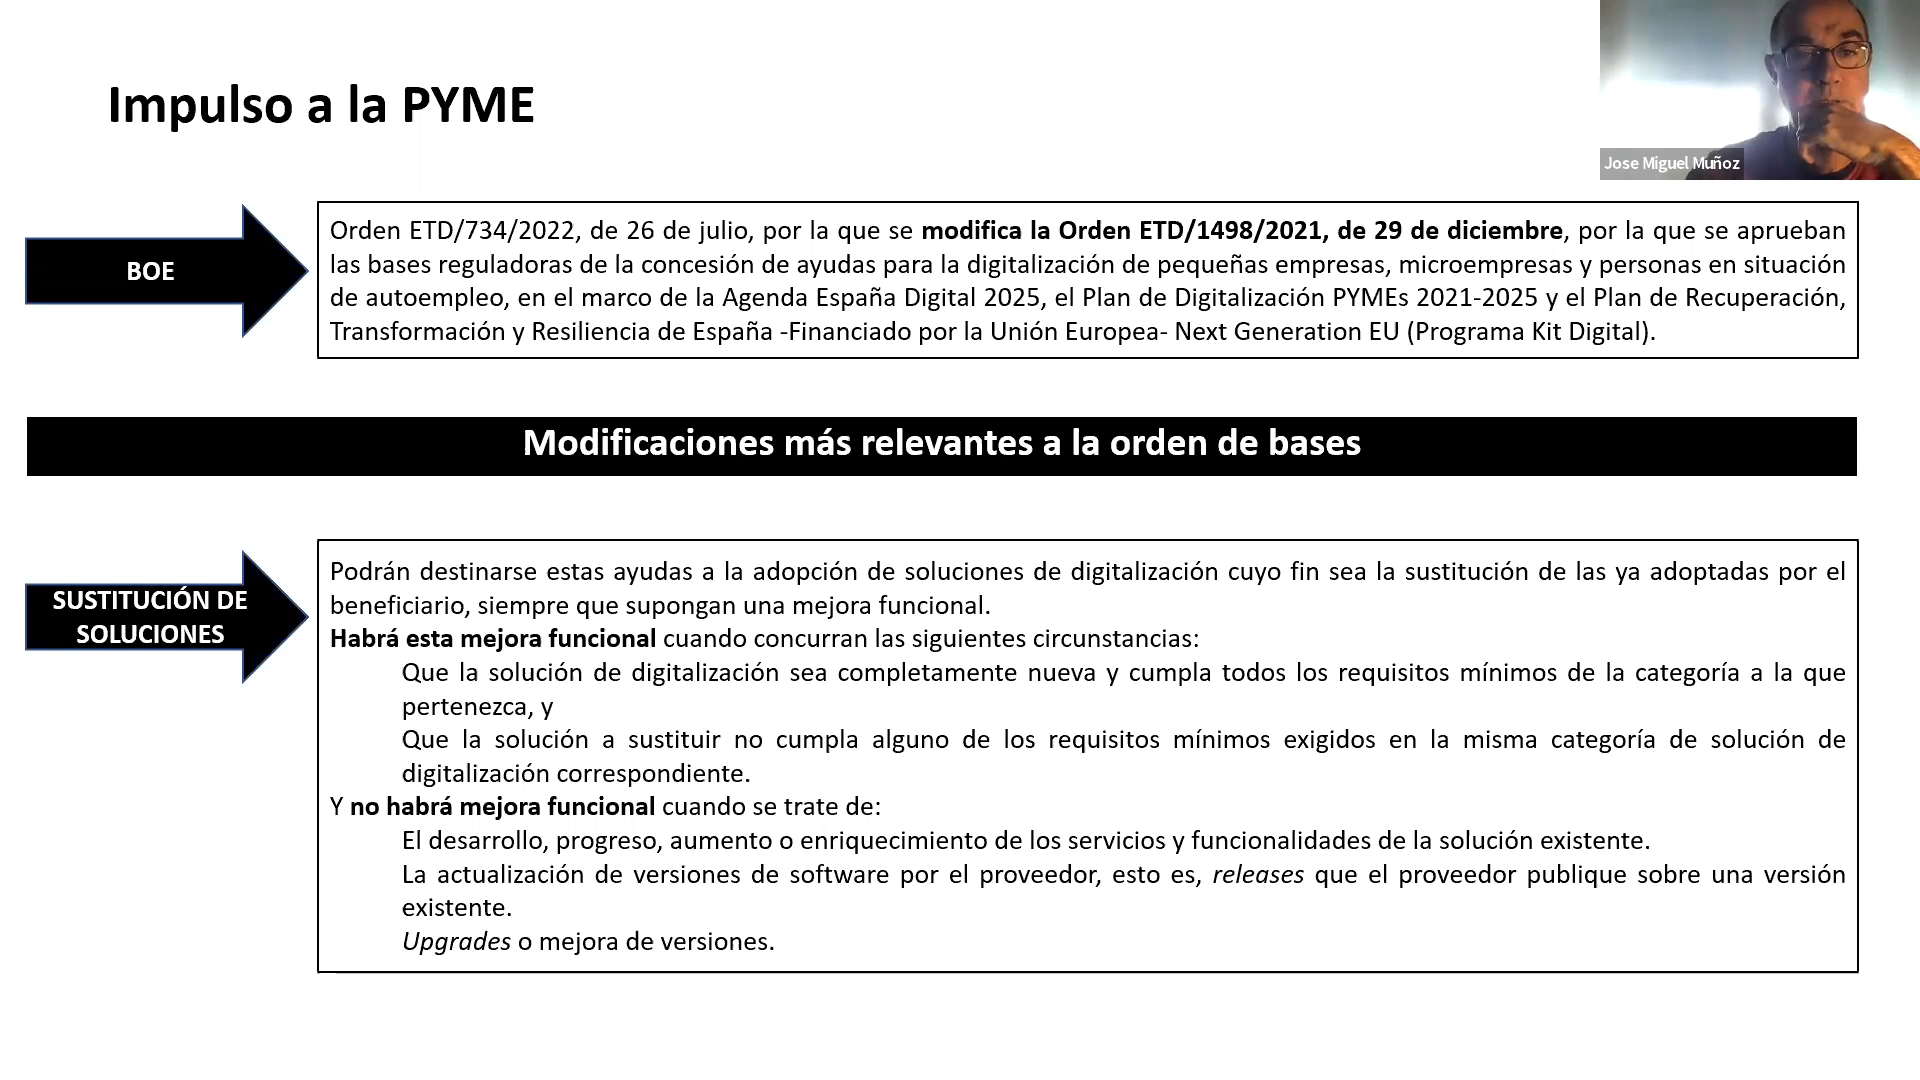 Impulso a la PYME
Jose Miguel Muñoz
BOE
Orden ETD/734/2022, de 26 de julio, por la que se modifica la Orden ETD/1498/2021, de 29 de diciembre, por la que se aprueban
las bases reguladoras de la concesión de ayudas para la digitalización de pequeñas empresas, microempresas y personas en situación
de autoempleo, en el marco de la Agenda España Digital 2025, el Plan de Digitalización PYMEs 2021-2025 y el Plan de Recuperación,
Transformación y Resiliencia de España -Financiado por la Unión Europea- Next Generation EU (Programa Kit Digital).
Modificaciones más relevantes a la orden de bases
SUSTITUCIÓN DE
SOLUCIONES
Podrán destinarse estas ayudas a la adopción de soluciones de digitalización cuyo fin sea la sustitución de las ya adoptadas por el
beneficiario, siempre que supongan una mejora funcional.
Habrá esta mejora funcional cuando concurran las siguientes circunstancias:
Que la solución de digitalización sea completamente nueva y cumpla todos los requisitos mínimos de la categoría a la que
pertenezca, y
Que la solución a sustituir no cumpla alguno de los requisitos mínimos exigidos en la misma categoría de solución de
digitalización correspondiente.
Y no habrá mejora funcional cuando se trate de:
El desarrollo, progreso, aumento o enriquecimiento de los servicios y funcionalidades de la solución existente.
La actualización de versiones de software por el proveedor, esto es, releases que el proveedor publique sobre una versión
existente.
Upgrades o mejora de versiones.